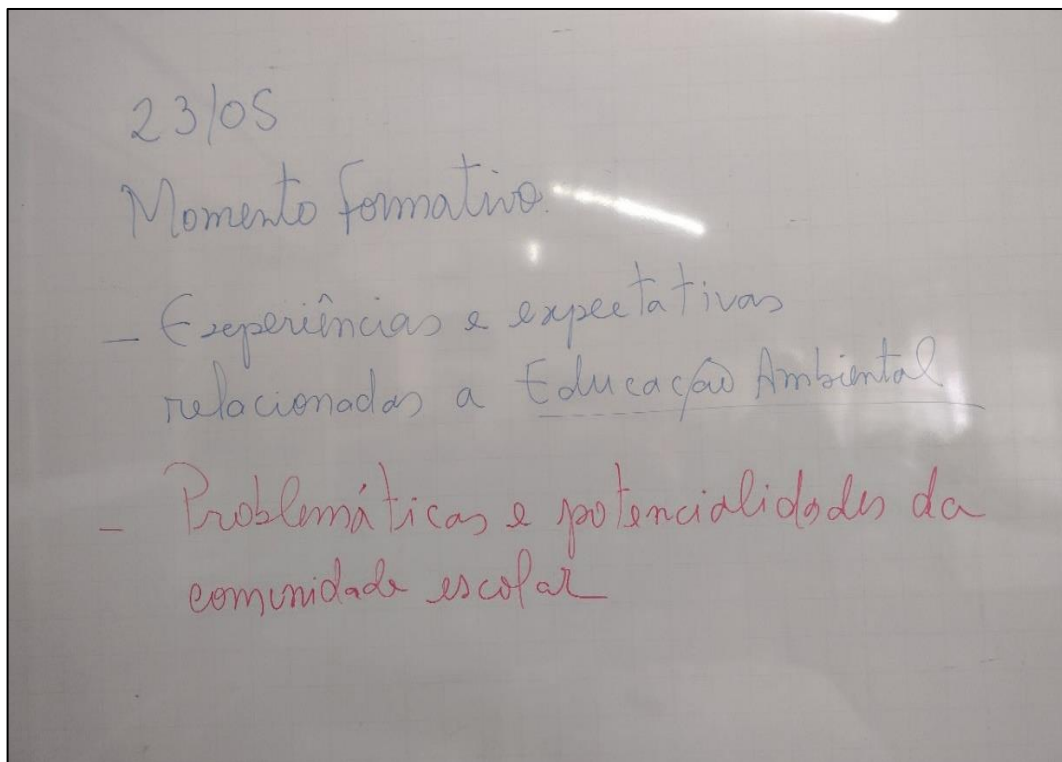 23/05
Momento formativo.
- Experiências e expectativas
relacionadas a Educação Ambiental
- Problemáticas e potencialidades da
comunidade escolar